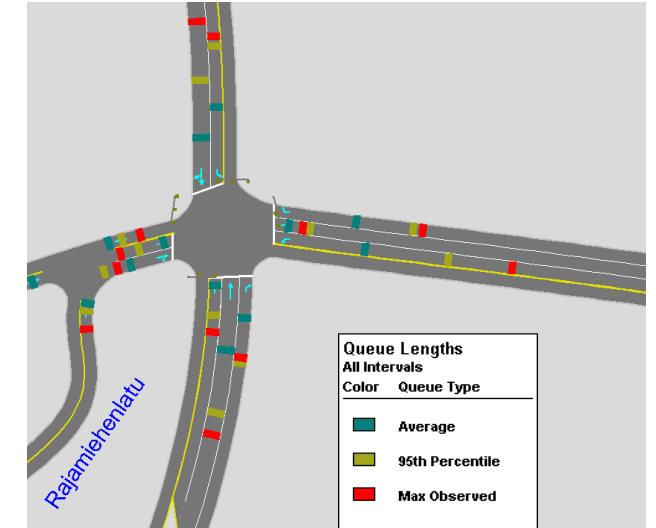 Queue Lengths
All Intervals
Color Queue Type
Average
95th Percentile
Max Observed
Rajamiehenlatu